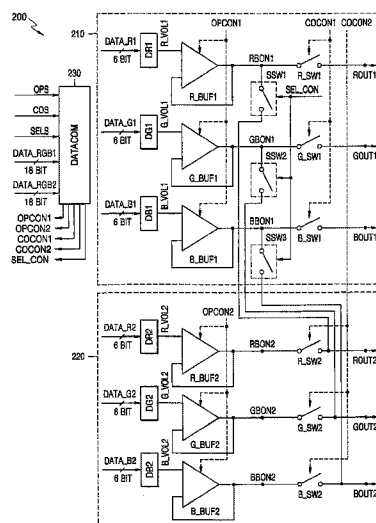 200
210
OPCON1
COCON1 COCON2
DATA_R1
6 BIT
DR1
R_VOL1
R_BUF1
RBON1
R_SW1
ROUT1
SSW1
SEL_CON
230
DATACOM
OPS
COS
SELS
DATA_RGB1
18 BIT
DATA_RGB2
18 BIT
OPCON1
OPCON2
COCON1
COCON2
SEL_CON
DATA_G1
6 BIT
DG1
G_VOL1
G_BUF1
GBON1
G_SW1
GOUT1
SSW2
DATA_B1
6 BIT
DB1
B_VOL1
B_BUF1
BBON1
B_SW1
BOUT1
SSW3
220
OPCON2
DATA_R2
6 BIT
DR2
R_VOL2
R_BUF2
RBON2
R_SW2
ROUT2
DATA_G2
6 BIT
DG2
G_VOL2
G_BUF2
GBON2
G_SW2
GOUT2
DATA_B2
6 BIT
DB2
B_VOL2
B_BUF2
BBON2
B_SW2
BOUT2